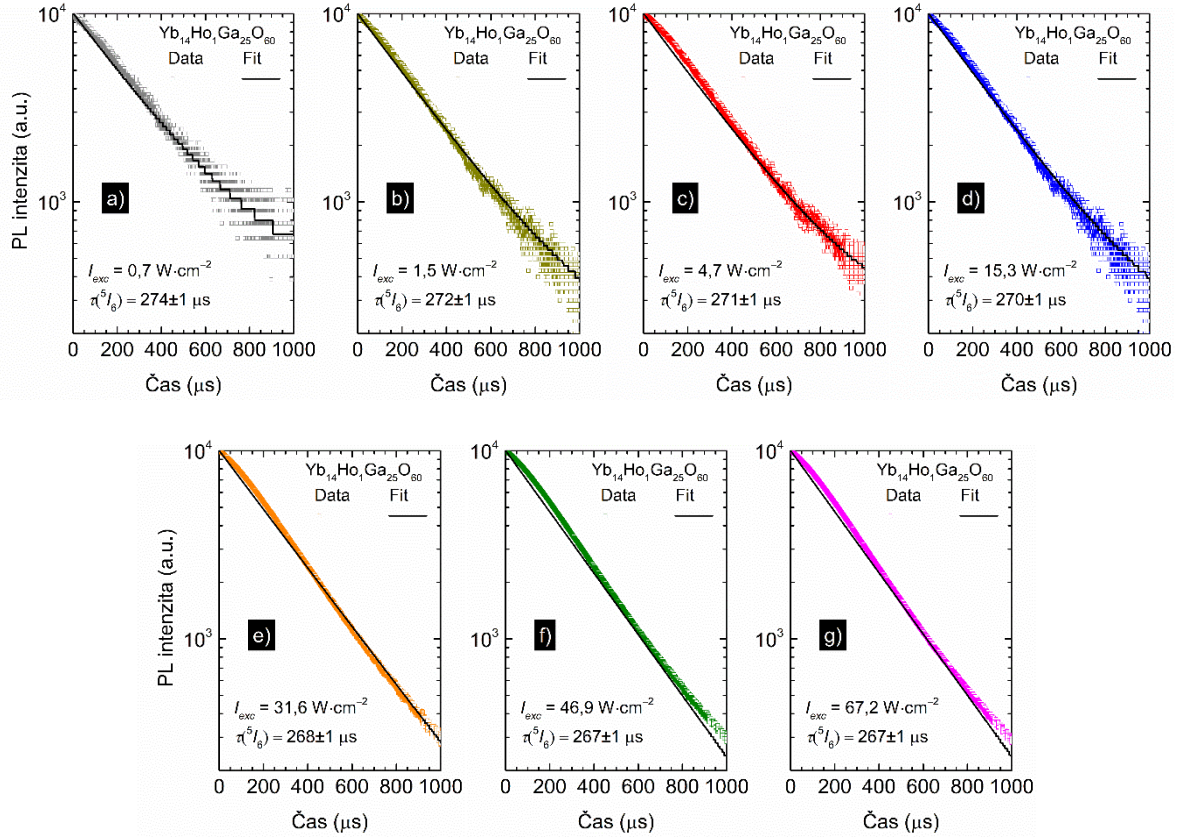 10⁴
10³
PL intenzita (a.u.)
Yb₁₄Ho₁Ga₂₅O₆₀
Data Fit
a)
I_exc = 0,7 W·cm⁻²
τ(⁵I₆) = 274±1 μs
0 200 400 600 800 1000
Čas (μs)
10⁴
10³
Yb₁₄Ho₁Ga₂₅O₆₀
Data Fit
b)
I_exc = 1,5 W·cm⁻²
τ(⁵I₆) = 272±1 μs
0 200 400 600 800 1000
Čas (μs)
10⁴
10³
Yb₁₄Ho₁Ga₂₅O₆₀
Data Fit
c)
I_exc = 4,7 W·cm⁻²
τ(⁵I₆) = 271±1 μs
0 200 400 600 800 1000
Čas (μs)
10⁴
10³
Yb₁₄Ho₁Ga₂₅O₆₀
Data Fit
d)
I_exc = 15,3 W·cm⁻²
τ(⁵I₆) = 270±1 μs
0 200 400 600 800 1000
Čas (μs)
10⁴
10³
PL intenzita (a.u.)
Yb₁₄Ho₁Ga₂₅O₆₀
Data Fit
e)
I_exc = 31,6 W·cm⁻²
τ(⁵I₆) = 268±1 μs
0 200 400 600 800 1000
Čas (μs)
10⁴
10³
Yb₁₄Ho₁Ga₂₅O₆₀
Data Fit
f)
I_exc = 46,9 W·cm⁻²
τ(⁵I₆) = 267±1 μs
0 200 400 600 800 1000
Čas (μs)
10⁴
10³
Yb₁₄Ho₁Ga₂₅O₆₀
Data Fit
g)
I_exc = 67,2 W·cm⁻²
τ(⁵I₆) = 267±1 μs
0 200 400 600 800 1000
Čas (μs)